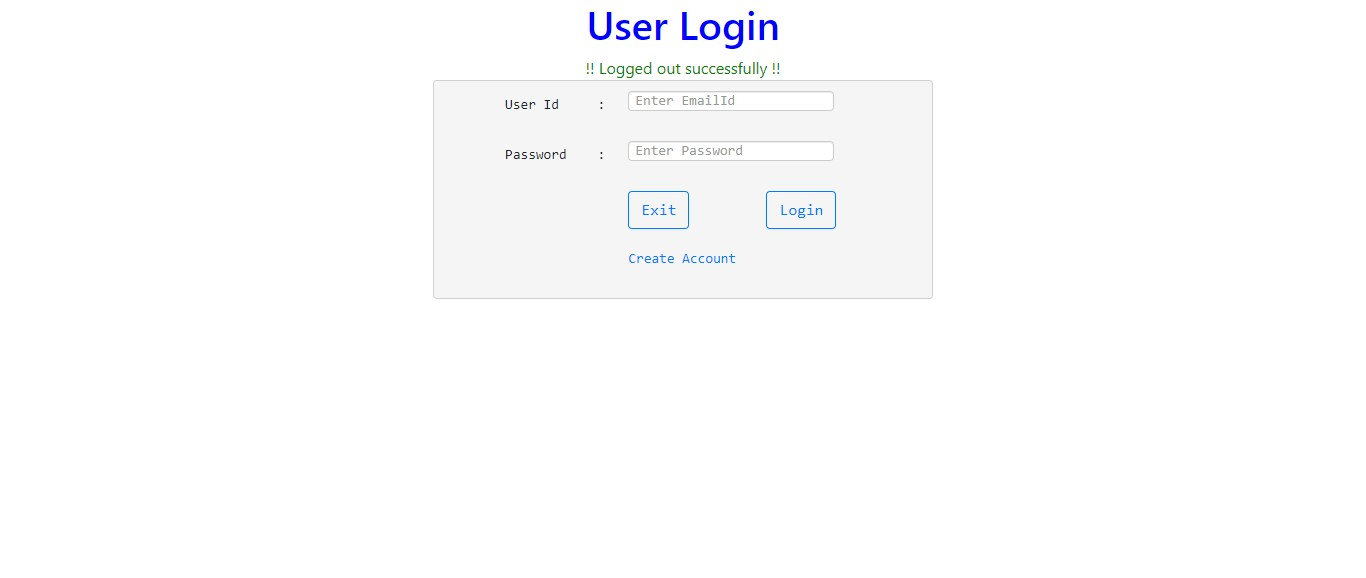 User Login
!! Logged out successfully !!
User Id : Enter EmailId
Password : Enter Password
Exit Login
Create Account